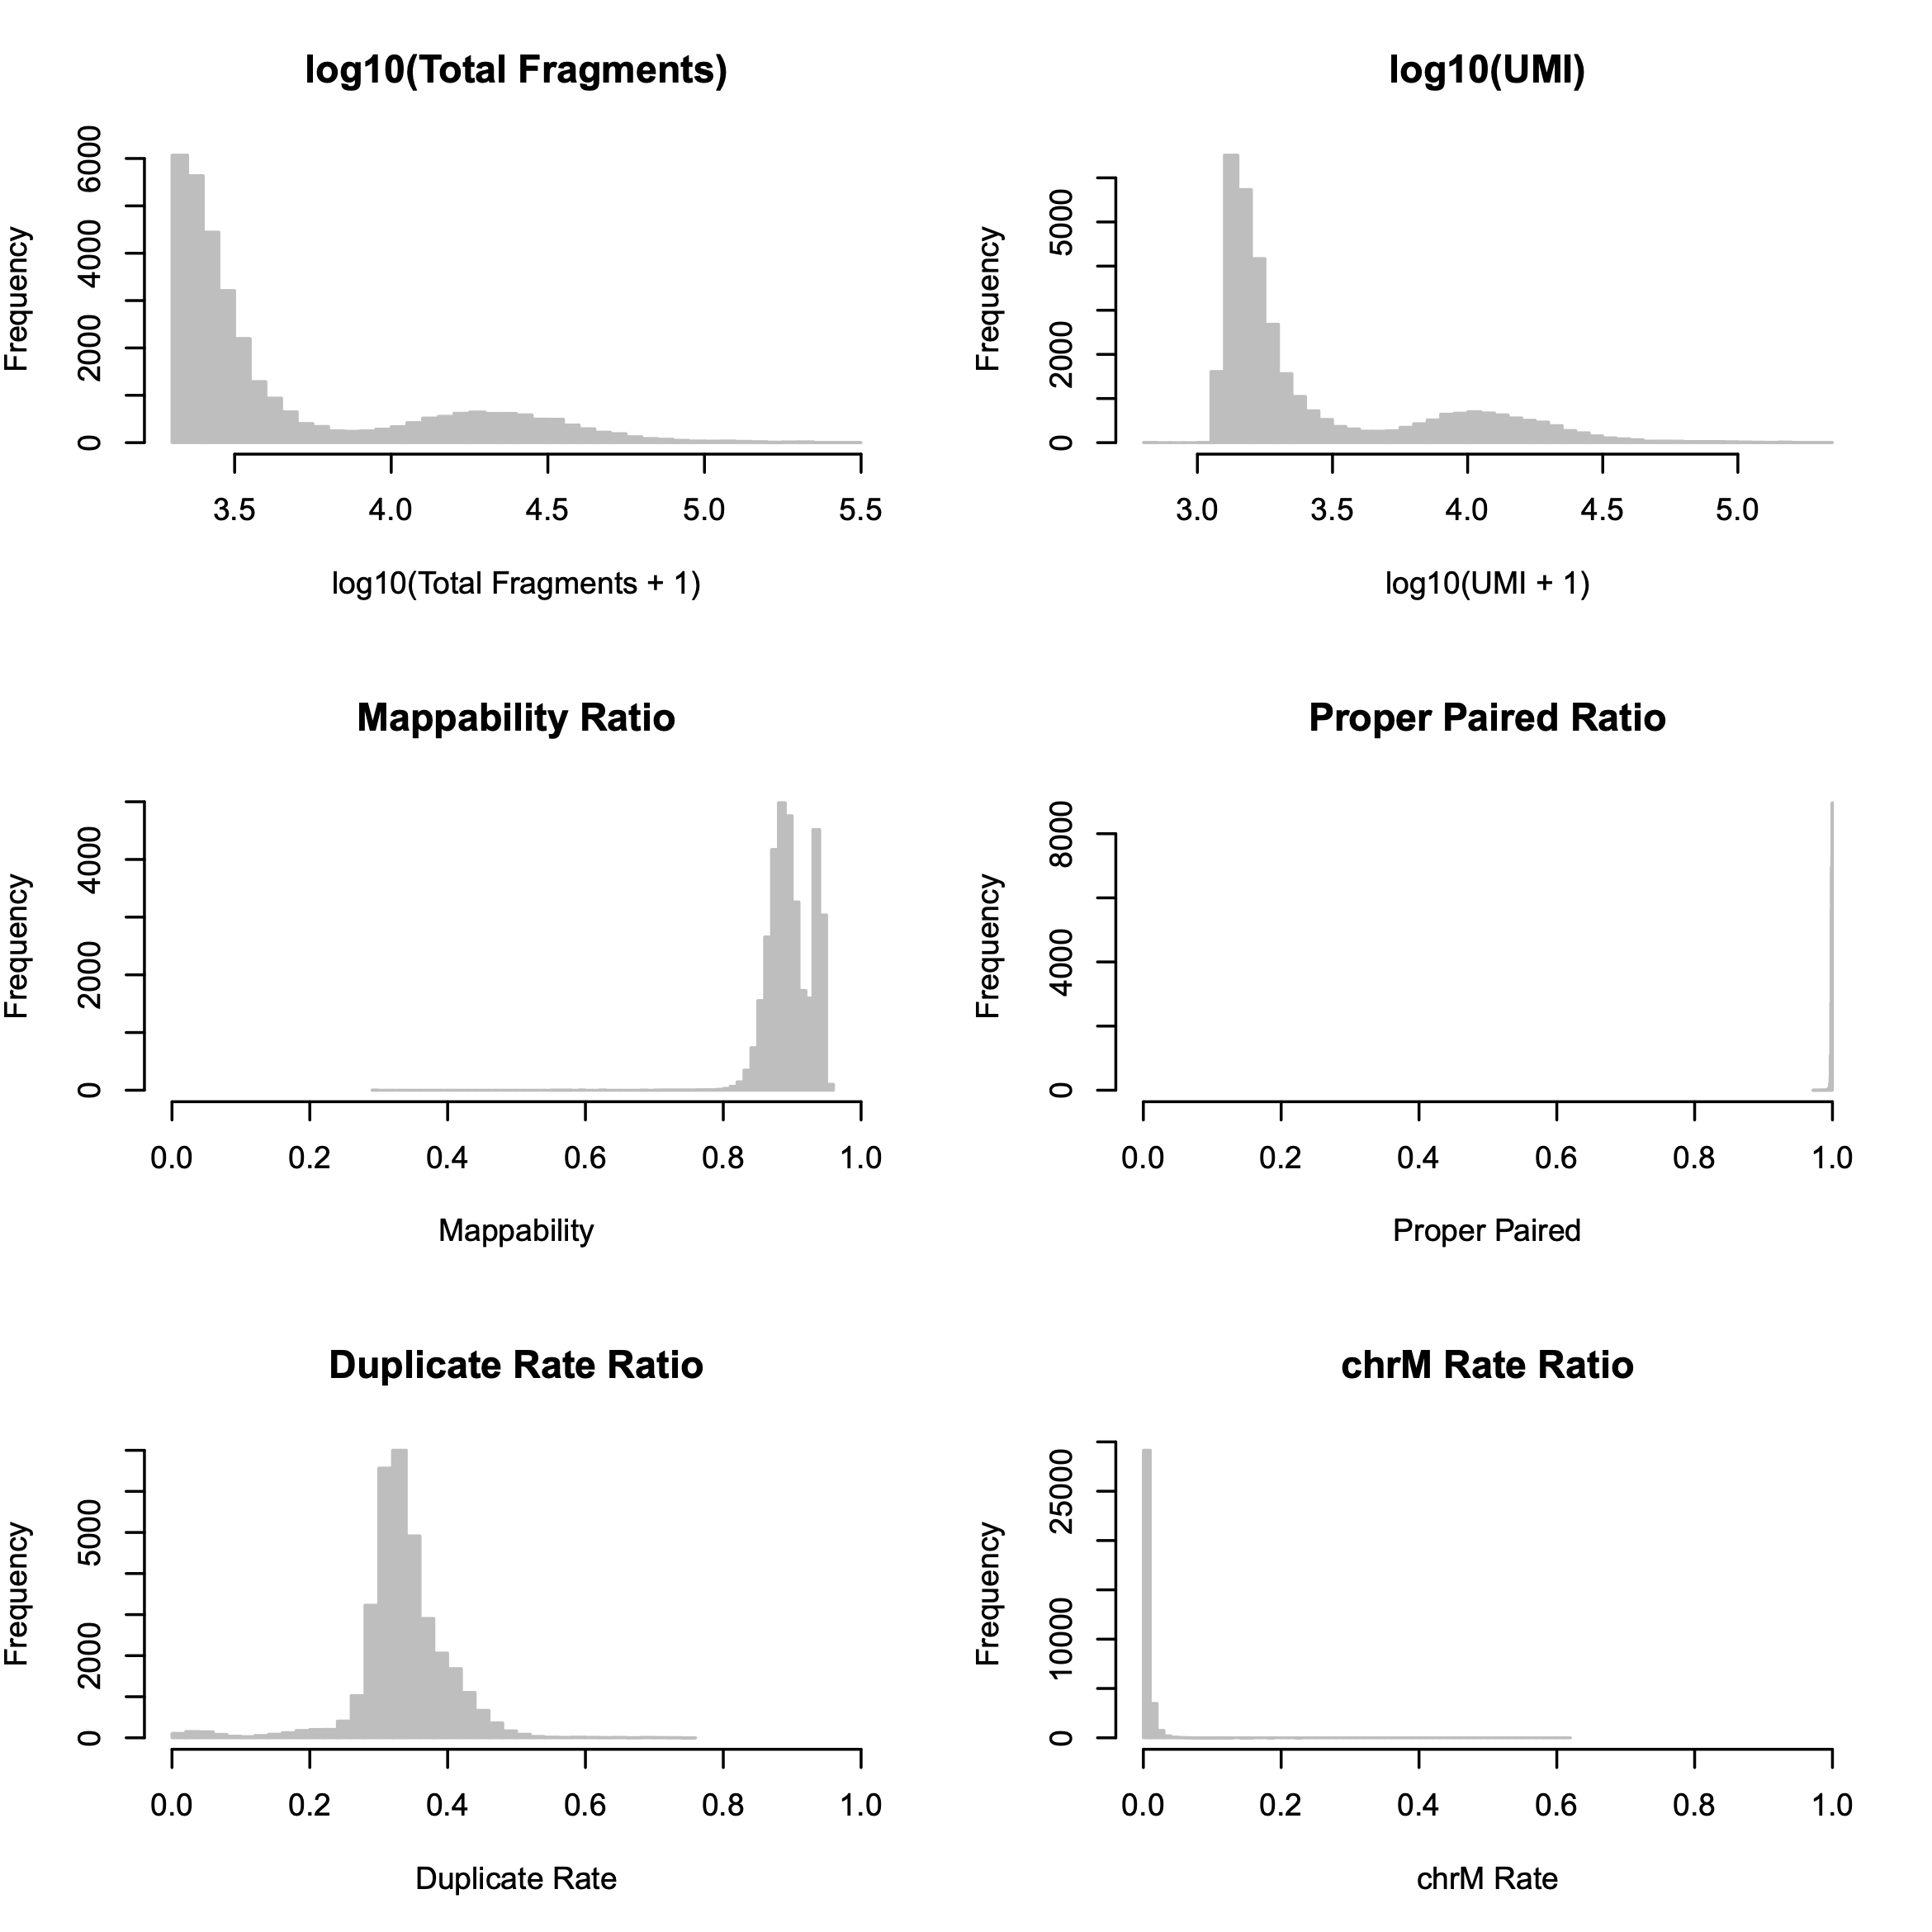 log10(Total Fragments)
Frequency
0 2000 4000 6000
3.5 4.0 4.5 5.0 5.5
log10(Total Fragments + 1)
log10(UMI)
Frequency
0 2000 5000
3.0 3.5 4.0 4.5 5.0
log10(UMI + 1)
Mappability Ratio
Frequency
0 2000 4000
0.0 0.2 0.4 0.6 0.8 1.0
Mappability
Proper Paired Ratio
Frequency
0 4000 8000
0.0 0.2 0.4 0.6 0.8 1.0
Proper Paired
Duplicate Rate Ratio
Frequency
0 2000 5000
0.0 0.2 0.4 0.6 0.8 1.0
Duplicate Rate
chrM Rate Ratio
Frequency
0 10000 25000
0.0 0.2 0.4 0.6 0.8 1.0
chrM Rate